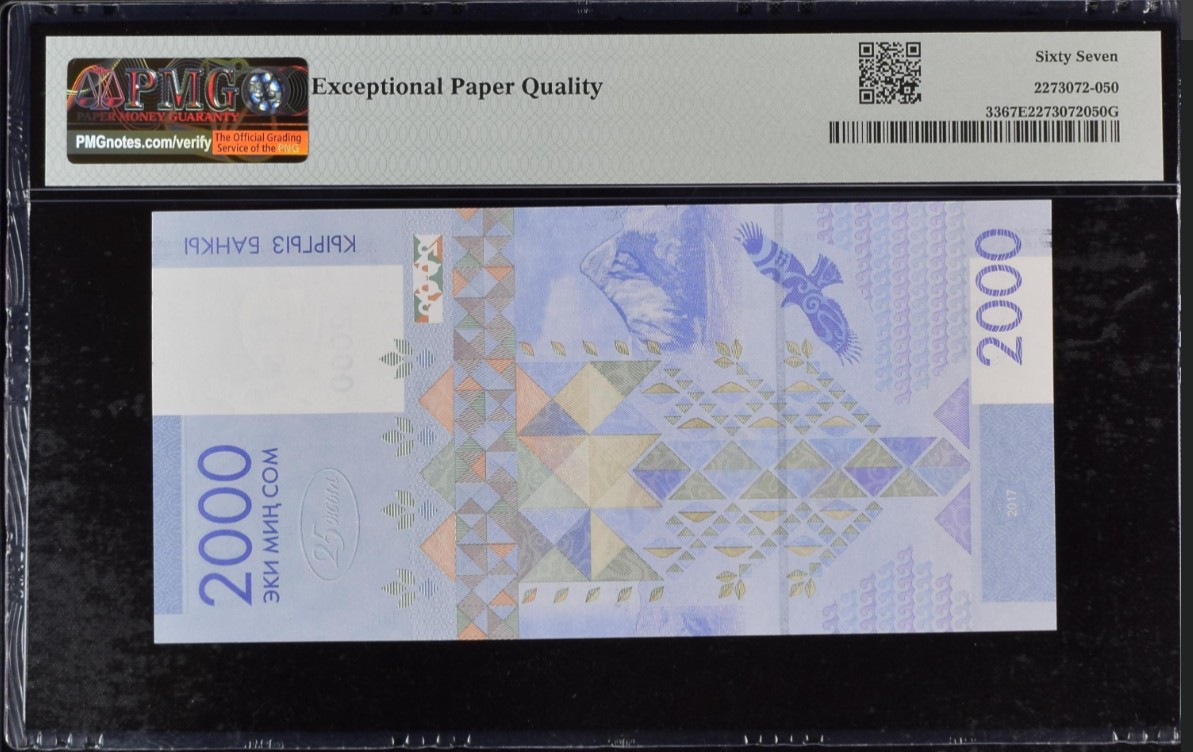 PMG
PAPER MONEY GUARANTY
PMGnotes.com/verify
The Official Grading
Service of the PNG
Exceptional Paper Quality
Sixty Seven
2273072-050
3367E2273072050G
КЫРГЫЗ БАНКЫ
2000
ЭКИ МИҢ СОМ
2000
2017